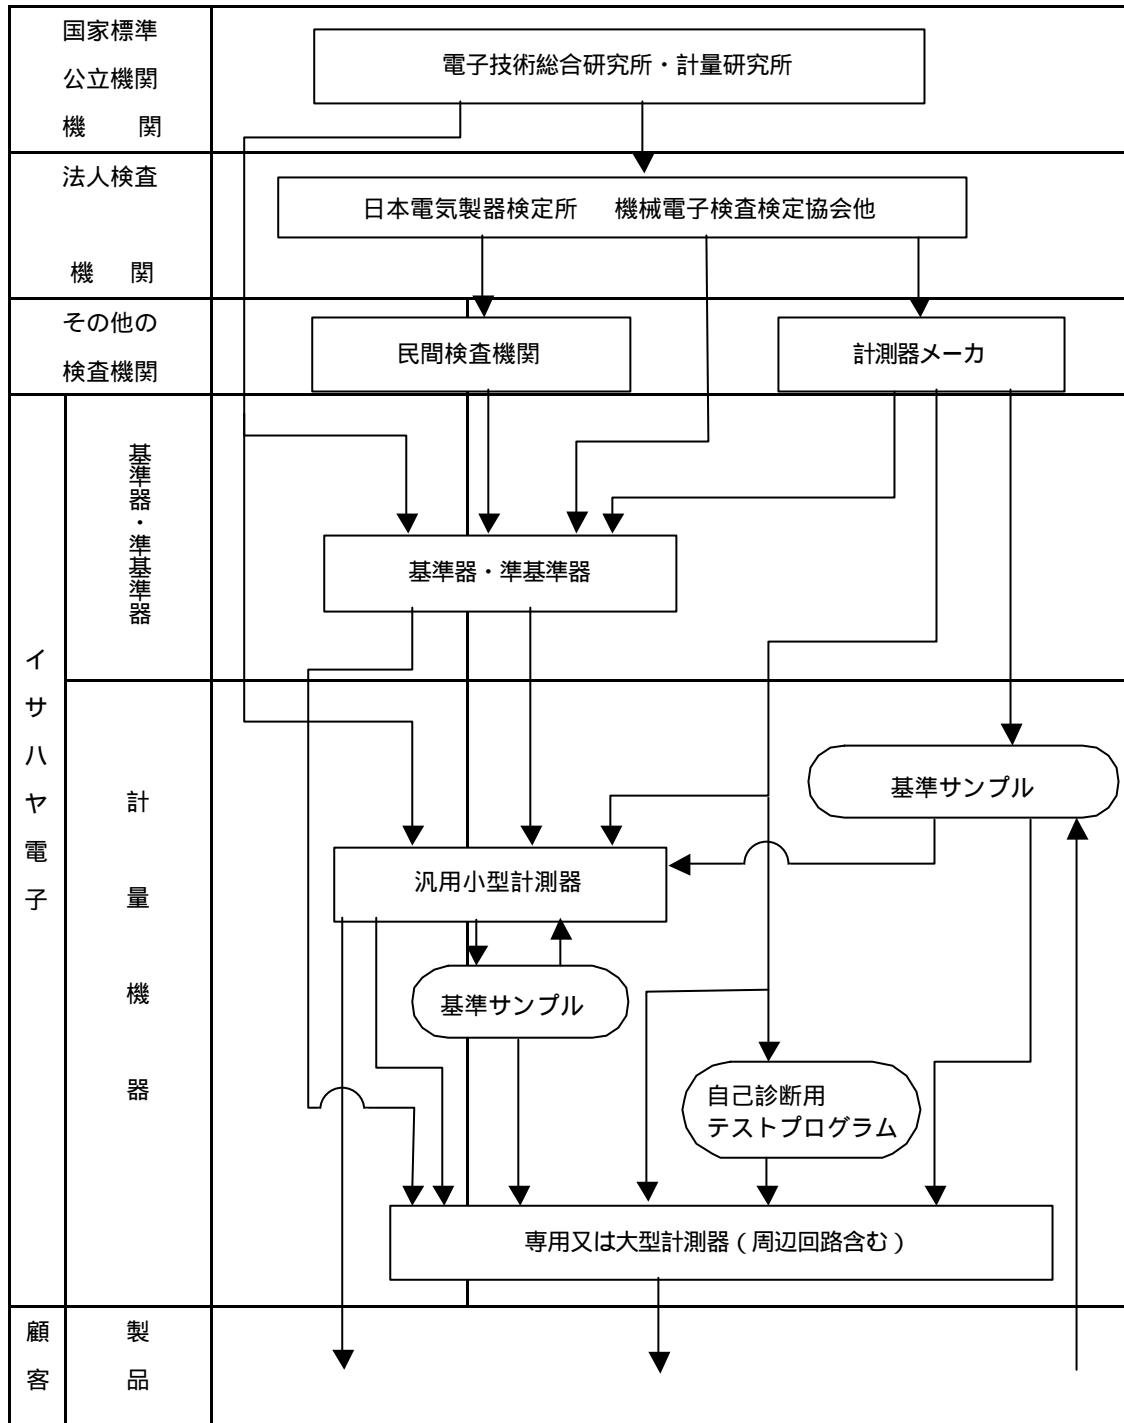 国家標準
公立機関
機 関
電子技術総合研究所・計量研究所
法人検査
機 関
日本電気製器検定所 機械電子検査検定協会他
その他の
検査機関
民間検査機関
計測器メーカ
イサハヤ電子
基準器・準基準器
基準器・準基準器
計量機器
基準サンプル
汎用小型計測器
基準サンプル
自己診断用
テストプログラム
専用又は大型計測器（周辺回路含む）
顧客
製品